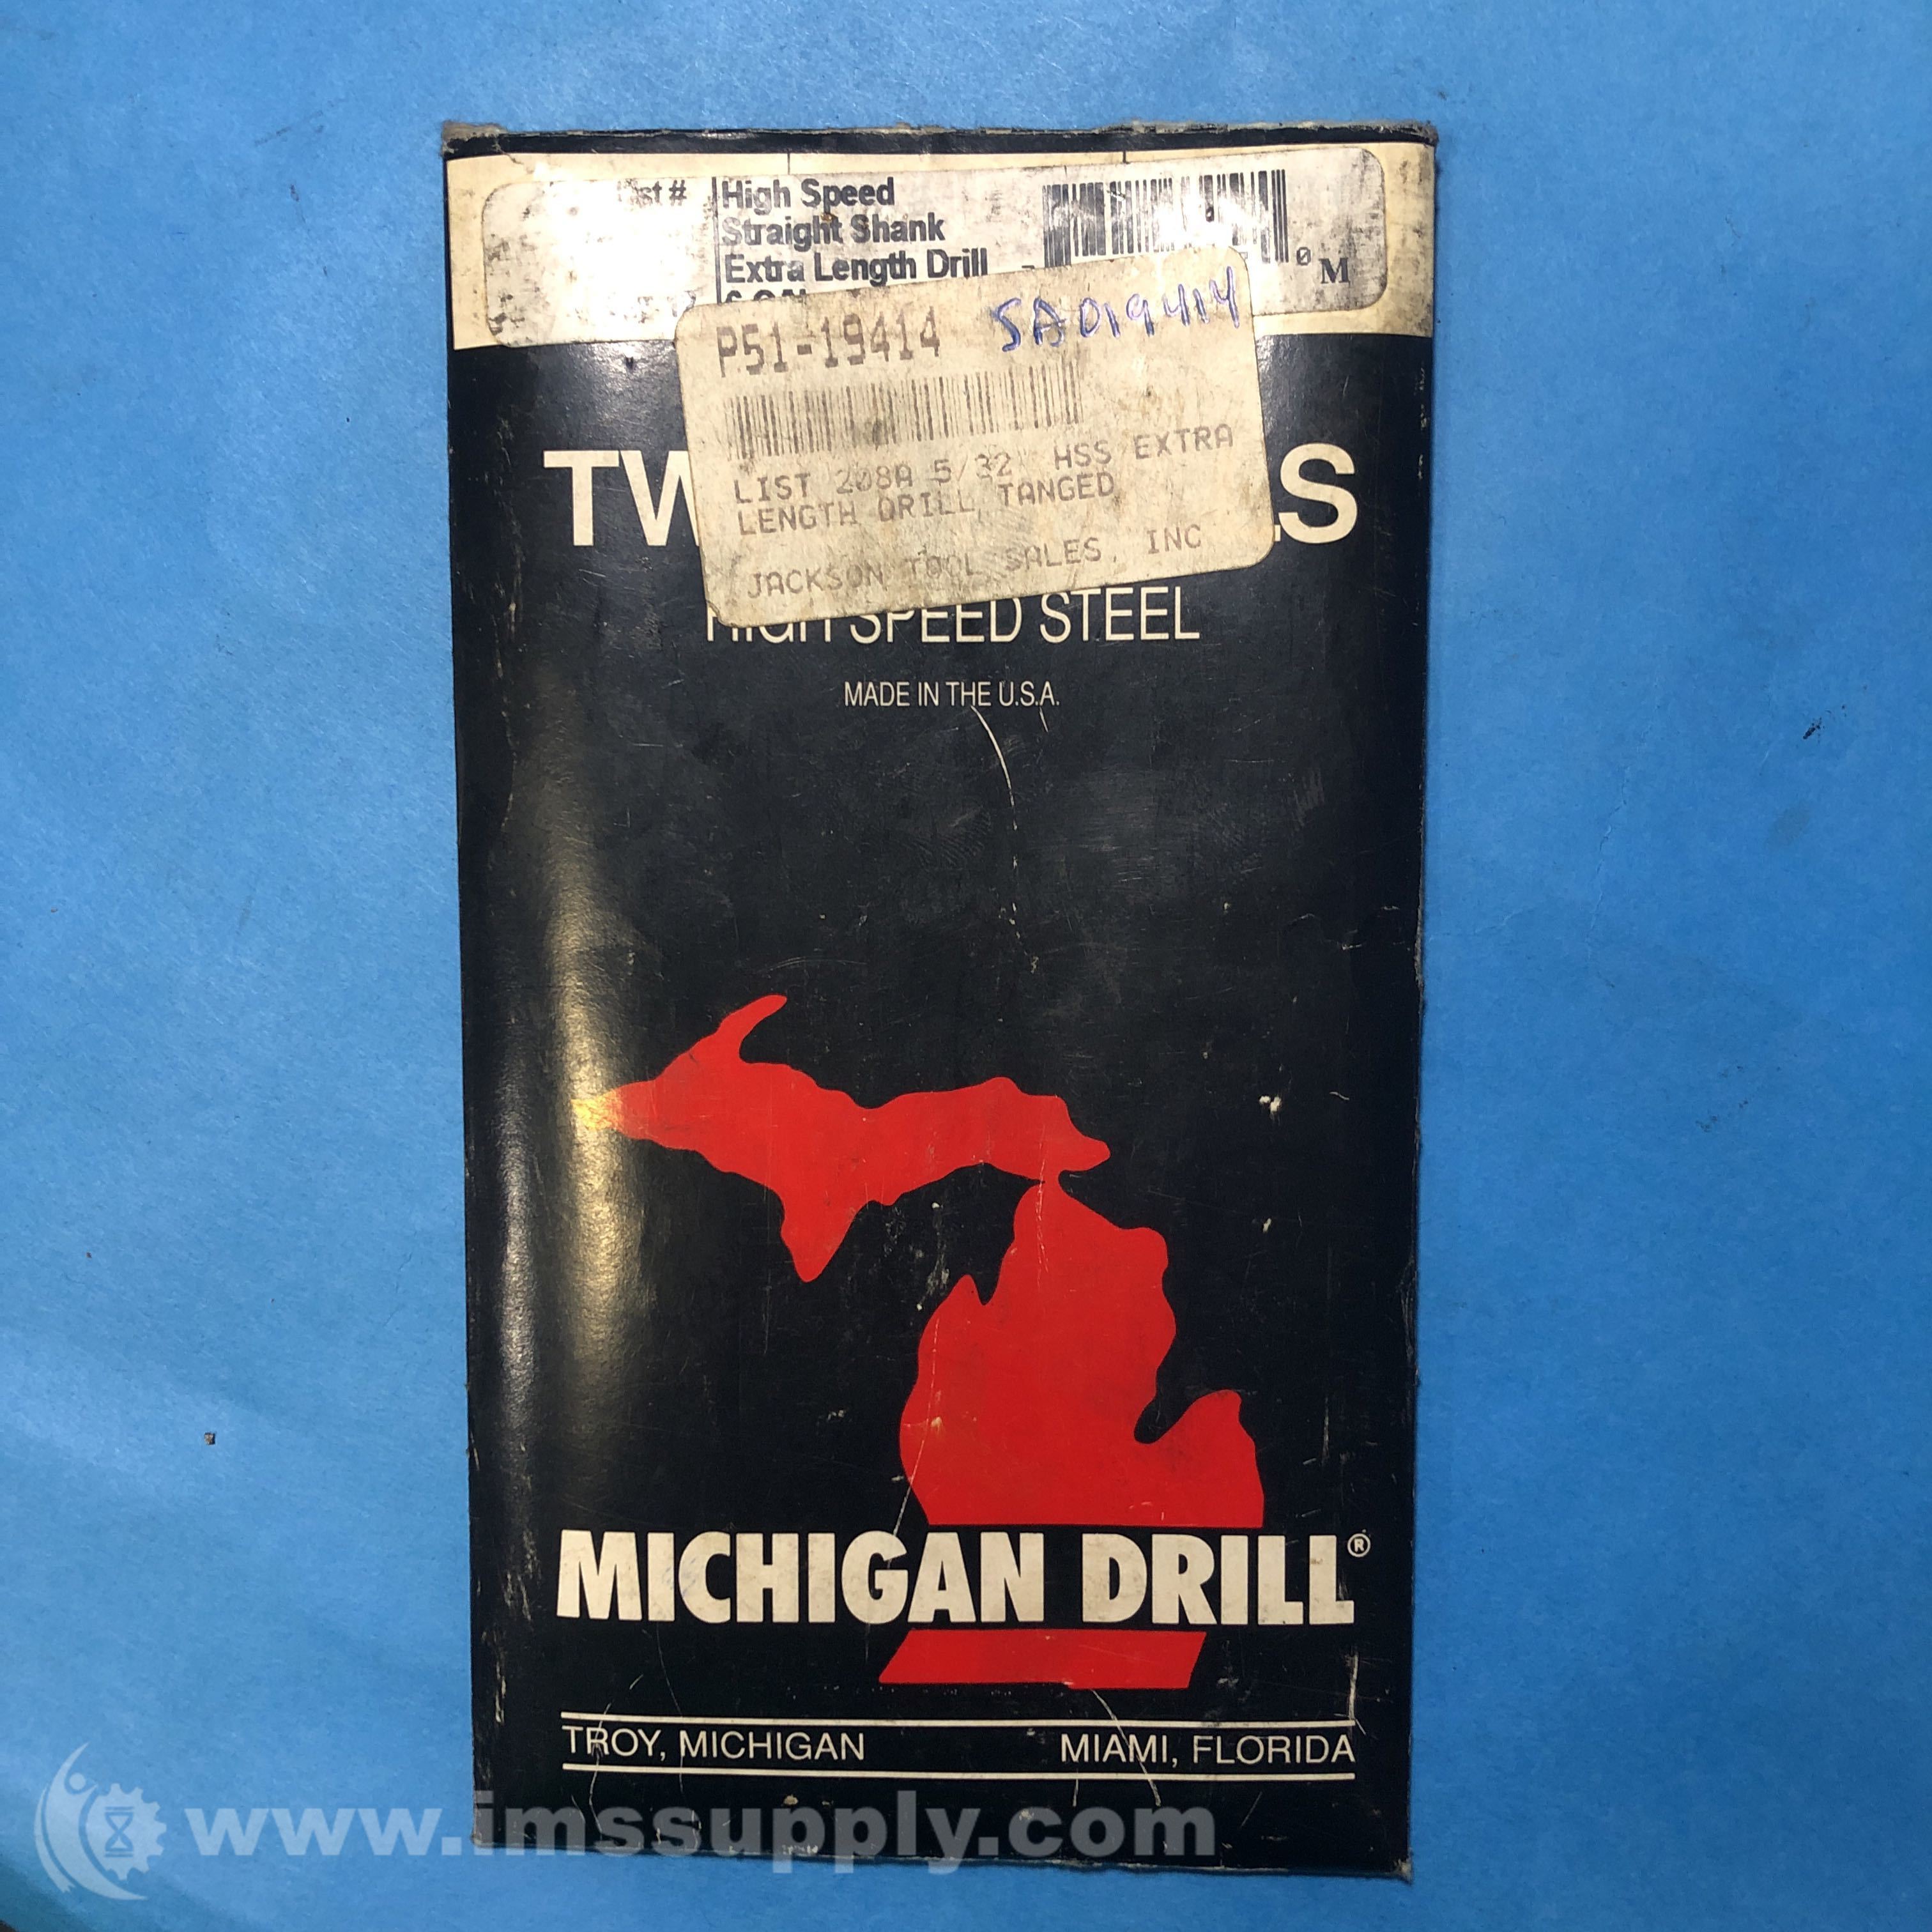 High Speed
Straight Shank
Extra Length Drill
M
P51-19414 SA019414
LIST 208A 5/32 HSS EXTRA
LENGTH DRILL, TANGED
JACKSON TOOL SALES, INC
HIGH SPEED STEEL
MADE IN THE U.S.A.
MICHIGAN DRILL®
TROY, MICHIGAN MIAMI, FLORIDA
www.imssupply.com